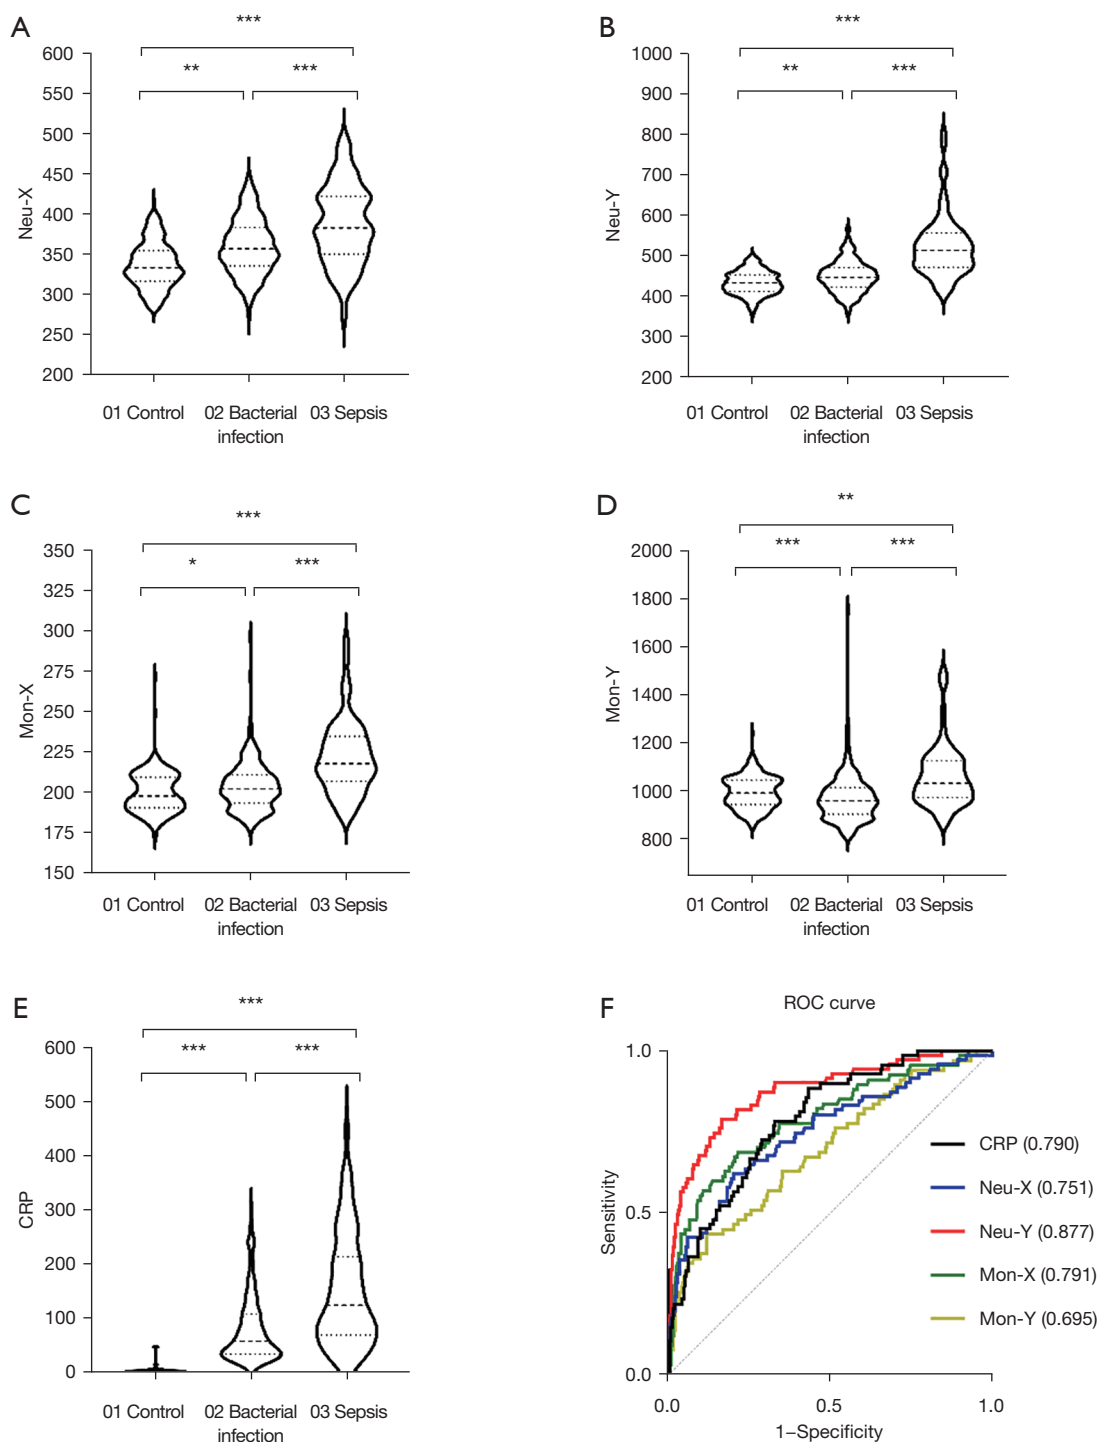 A
***
**
***
600
550
500
450
400
350
300
250
200
Neu-X
01 Control
02 Bacterial
infection
03 Sepsis
B
***
**
***
1000
900
800
700
600
500
400
300
200
Neu-Y
01 Control
02 Bacterial
infection
03 Sepsis
C
***
*
***
350
325
300
275
250
225
200
175
150
Mon-X
01 Control
02 Bacterial
infection
03 Sepsis
D
**
***
***
2000
1800
1600
1400
1200
1000
800
Mon-Y
01 Control
02 Bacterial
infection
03 Sepsis
E
***
***
***
600
500
400
300
200
100
0
CRP
01 Control
02 Bacterial
infection
03 Sepsis
F
ROC curve
1.0
0.5
0.0
Sensitivity
0.0
0.5
1.0
1–Specificity
CRP (0.790)
Neu-X (0.751)
Neu-Y (0.877)
Mon-X (0.791)
Mon-Y (0.695)